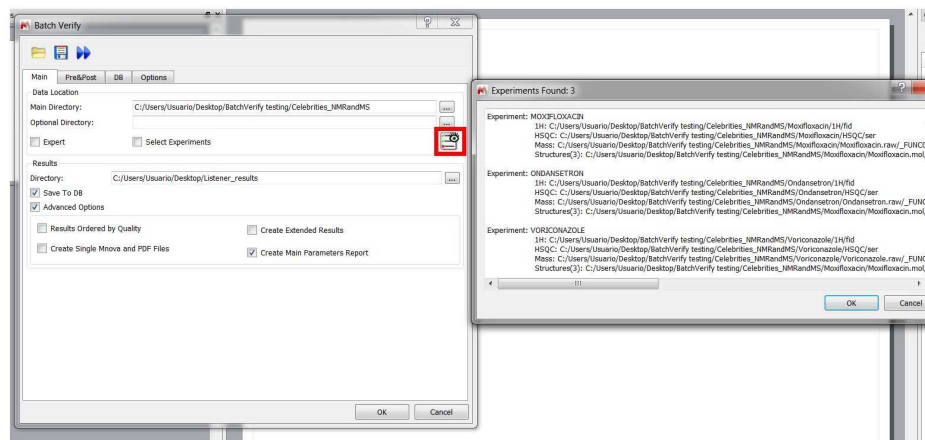 Batch Verify
Main Pre&Post DB Options
Data Location
Main Directory: C:/Users/Usuario/Desktop/BatchVerify testing/Celebrities_NMRandMS ...
Optional Directory: ...
Expert Select Experiments
Results
Directory: C:/Users/Usuario/Desktop/Listener_results ...
Save To DB
Advanced Options
Results Ordered by Quality Create Extended Results
Create Single Mnova and PDF Files Create Main Parameters Report
OK Cancel
Experiments Found: 3
Experiment: MOXIFLOXACIN
1H: C:/Users/Usuario/Desktop/BatchVerify testing/Celebrities_NMRandMS/Moxifloxacin/1H/fid
HSQC: C:/Users/Usuario/Desktop/BatchVerify testing/Celebrities_NMRandMS/Moxifloxacin/HSQC/ser
Mass: C:/Users/Usuario/Desktop/BatchVerify testing/Celebrities_NMRandMS/Moxifloxacin/Moxifloxacin.raw/_FUNC
Structures(3): C:/Users/Usuario/Desktop/BatchVerify testing/Celebrities_NMRandMS/Moxifloxacin/Moxifloxacin.mol,
Experiment: ONDANSETRON
1H: C:/Users/Usuario/Desktop/BatchVerify testing/Celebrities_NMRandMS/Ondansetron/1H/fid
HSQC: C:/Users/Usuario/Desktop/BatchVerify testing/Celebrities_NMRandMS/Ondansetron/HSQC/ser
Mass: C:/Users/Usuario/Desktop/BatchVerify testing/Celebrities_NMRandMS/Ondansetron/Ondansetron.raw/_FUNC
Structures(3): C:/Users/Usuario/Desktop/BatchVerify testing/Celebrities_NMRandMS/Moxifloxacin/Moxifloxacin.mol,
Experiment: VORICONAZOLE
1H: C:/Users/Usuario/Desktop/BatchVerify testing/Celebrities_NMRandMS/Voriconazole/1H/fid
HSQC: C:/Users/Usuario/Desktop/BatchVerify testing/Celebrities_NMRandMS/Voriconazole/HSQC/ser
Mass: C:/Users/Usuario/Desktop/BatchVerify testing/Celebrities_NMRandMS/Voriconazole/Voriconazole.raw/_FUNC
Structures(3): C:/Users/Usuario/Desktop/BatchVerify testing/Celebrities_NMRandMS/Moxifloxacin/Moxifloxacin.mol,
OK Cancel